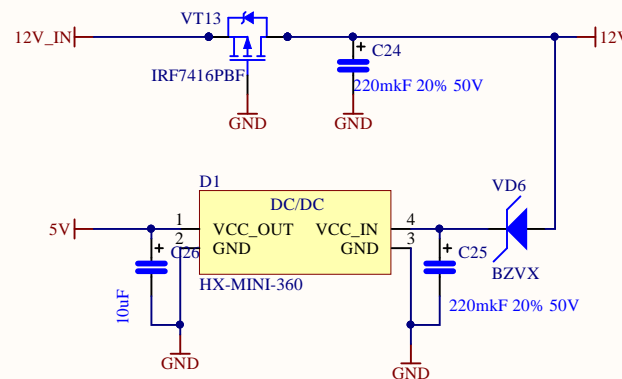 VT13
12V_IN
12V
C24
IRF7416PBF
220mkF 20% 50V
GND
GND
D1
DC/DC
VD6
1
4
5V
VCC_OUT
VCC_IN
2
3
GND
GND
C26
C25
HX-MINI-360
BZVX
10uF
220mkF 20% 50V
GND
GND